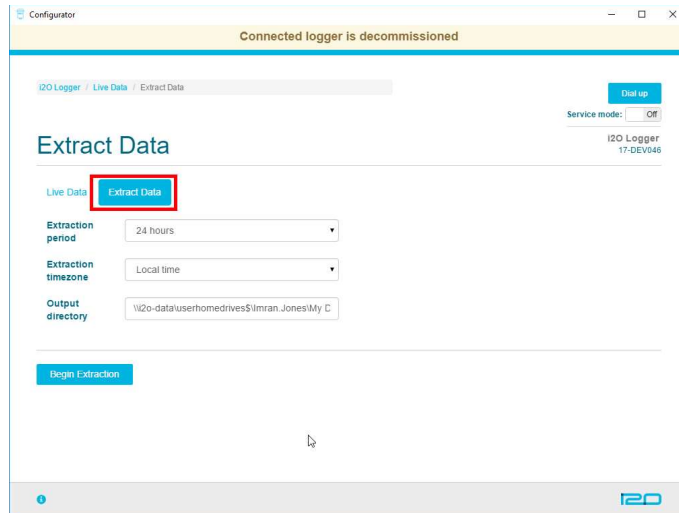 Configurator
Connected logger is decommissioned
i2O Logger / Live Data / Extract Data
Dial up
Service mode: Off
i2O Logger
17-DEV046
Extract Data
Live Data Extract Data
Extraction period
24 hours
Extraction timezone
Local time
Output directory
\\i2o-data\userhomedrives$\Imran.Jones\My D
Begin Extraction
i2O